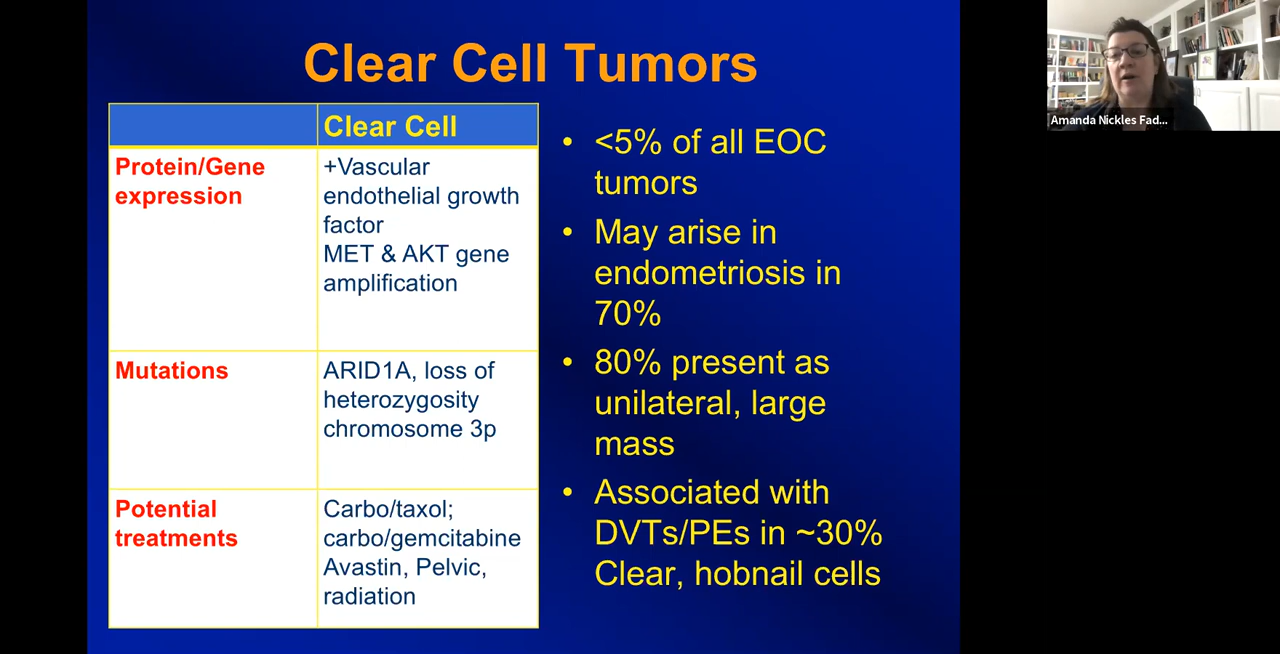 Clear Cell Tumors
Clear Cell
Protein/Gene
expression
+Vascular
endothelial growth
factor
MET & AKT gene
amplification
Mutations
ARID1A, loss of
heterozygosity
chromosome 3p
Potential
treatments
Carbo/taxol;
carbo/gemcitabine
Avastin, Pelvic,
radiation
• <5% of all EOC
tumors
• May arise in
endometriosis in
70%
• 80% present as
unilateral, large
mass
• Associated with
DVTs/PEs in ~30%
Clear, hobnail cells
Amanda Nickles Fad...